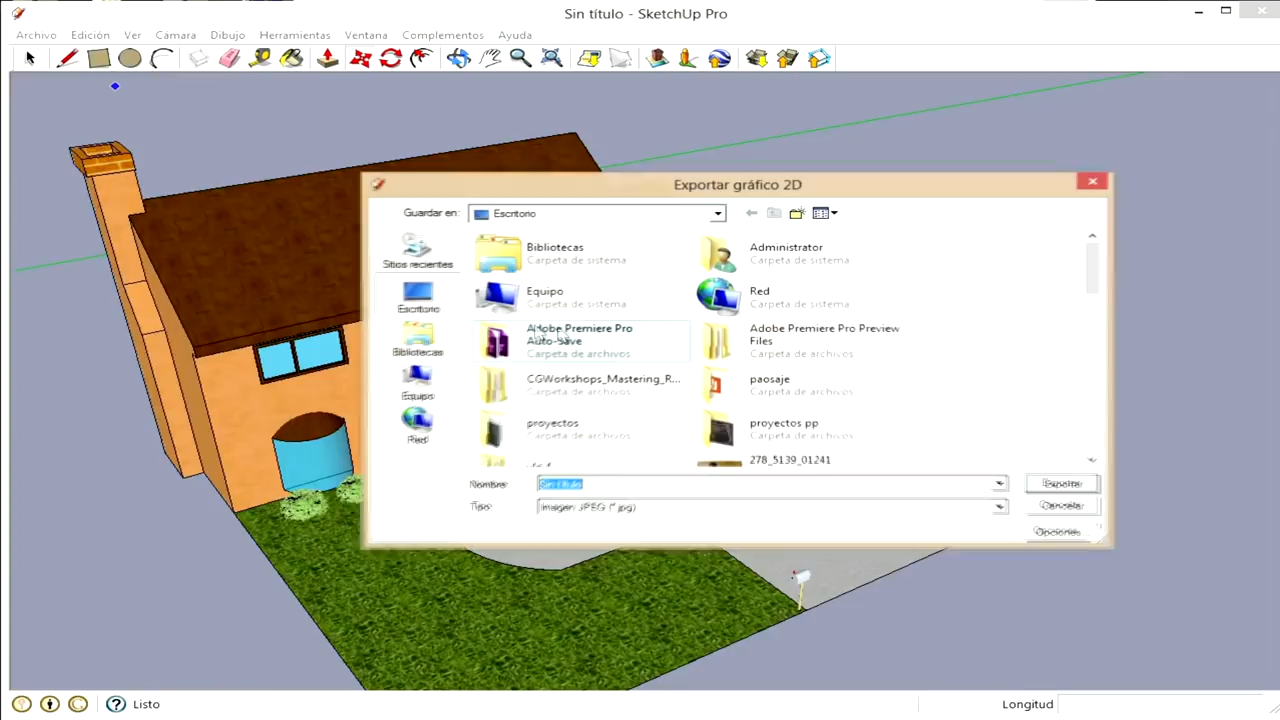 Sin título - SketchUp Pro
Archivo Edición Ver Cámara Dibujo Herramientas Ventana Complementos Ayuda
Exportar gráfico 2D
Guardar en: Escritorio
Sitios recientes
Escritorio
Bibliotecas
Equipo
Red
Bibliotecas
Carpeta de sistema
Administrator
Carpeta de sistema
Equipo
Carpeta de sistema
Red
Carpeta de sistema
Adobe Premiere Pro
Auto-Save
Carpeta de archivos
Adobe Premiere Pro Preview
Files
Carpeta de archivos
CGWorkshops_Mastering_R...
Carpeta de archivos
paosaje
Carpeta de archivos
proyectos
Carpeta de archivos
proyectos pp
Carpeta de archivos
278_5139_01241
Nombre: Sin título
Exportar
Tipo: Imagen JPEG (*.jpg)
Cancelar
Opciones...
Listo
Longitud